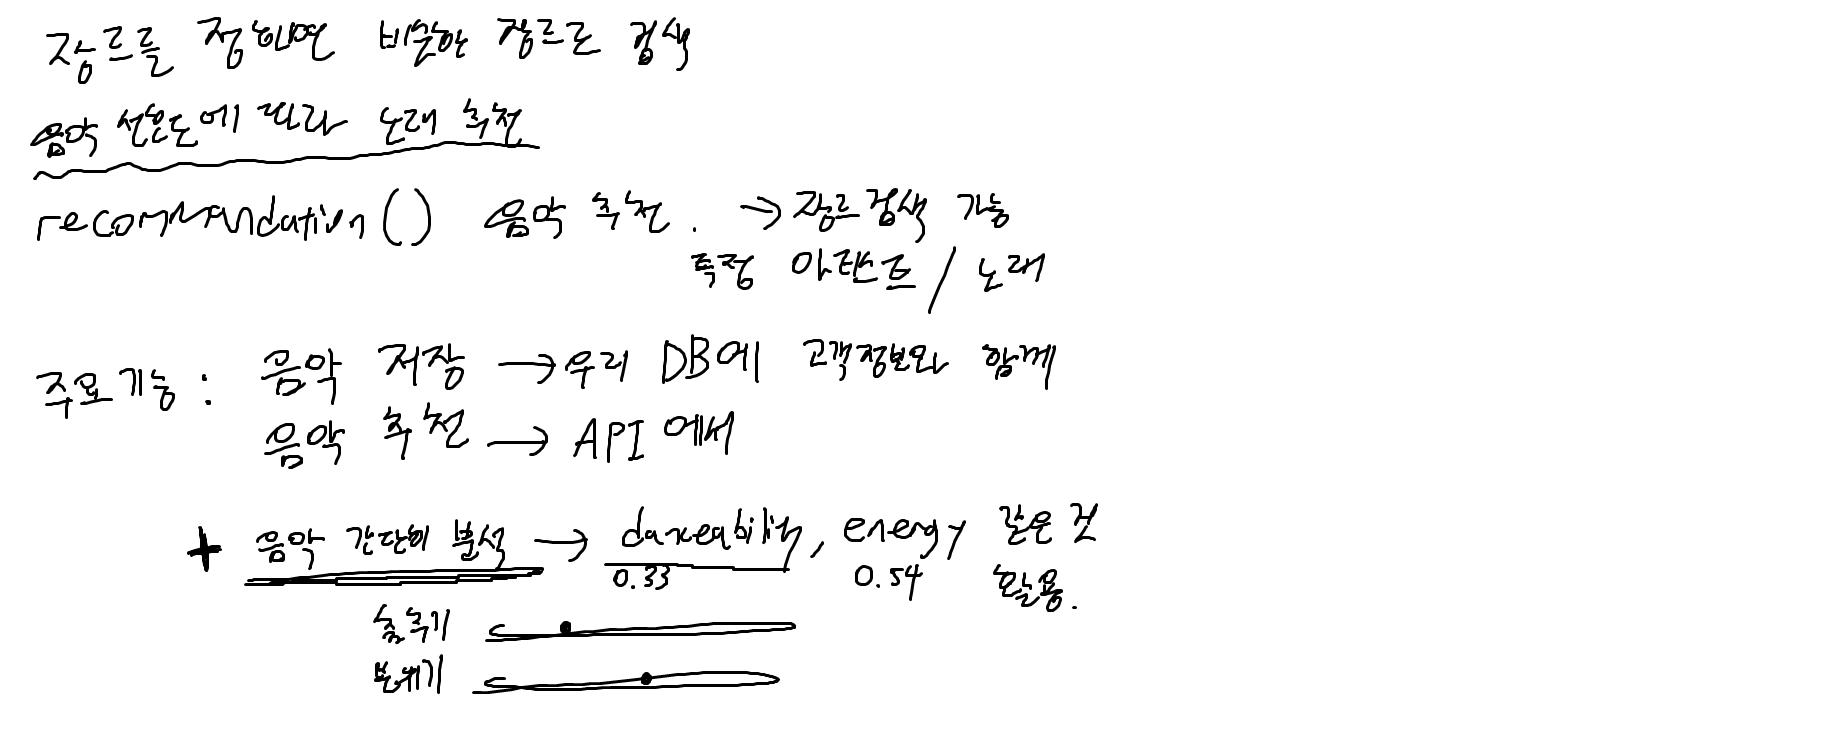 장르를 정하면 비슷한 장르로 검색
음악 선호도에 따라 노래 추천
recommandation() 음악 추천. → 장르검색 가능
특정 아티스트 / 노래
주요기능 : 음악 저장 → 우리 DB에 고객정보와 함께
음악 추천 → API에서
+ 음악 간단히 분석 → danceability, energy 같은 것
0.33 0.54 활용.
춤추기
분위기